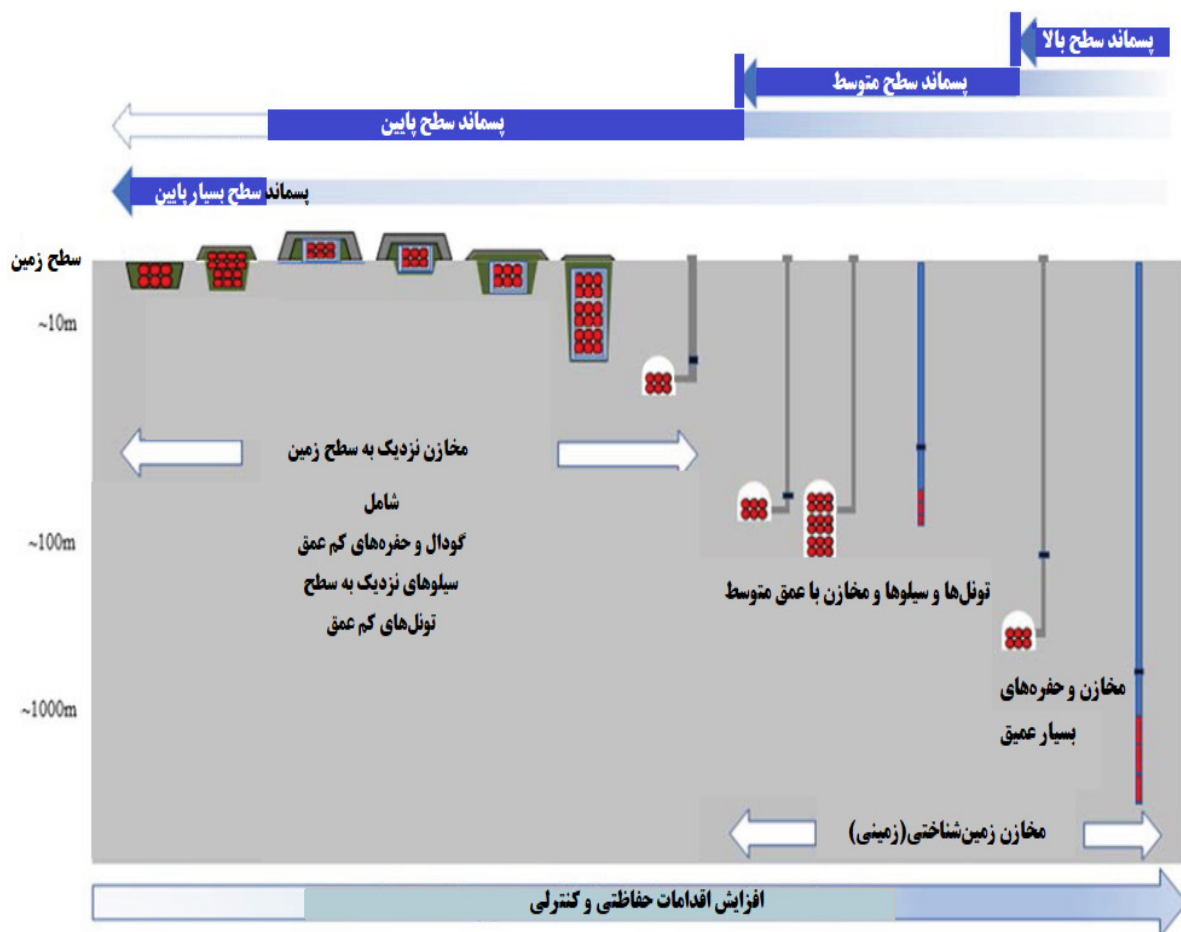 پسماند سطح بالا
پسماند سطح متوسط
پسماند سطح پایین
پسماند سطح بسیار پایین
سطح زمین
~10m
~100m
~1000m
مخازن نزدیک به سطح زمین
شامل
گودال و حفره‌های کم عمق
سیلوهای نزدیک به سطح
تونل‌های کم عمق
تونل‌ها و سیلوها و مخازن با عمق متوسط
مخازن و حفره‌های
بسیار عمیق
مخازن زمین‌شناختی(زمینی)
افزایش اقدامات حفاظتی و کنترلی